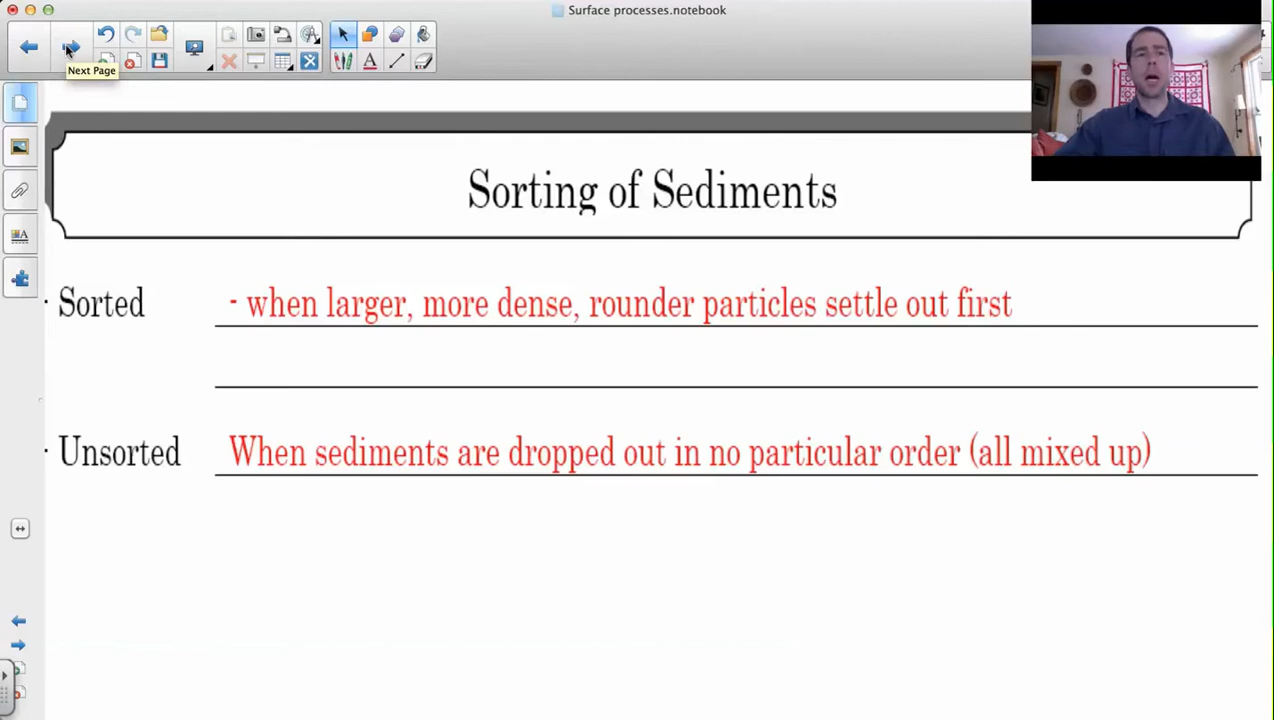 Surface processes.notebook
Next Page
Sorting of Sediments
· Sorted - when larger, more dense, rounder particles settle out first
· Unsorted When sediments are dropped out in no particular order (all mixed up)